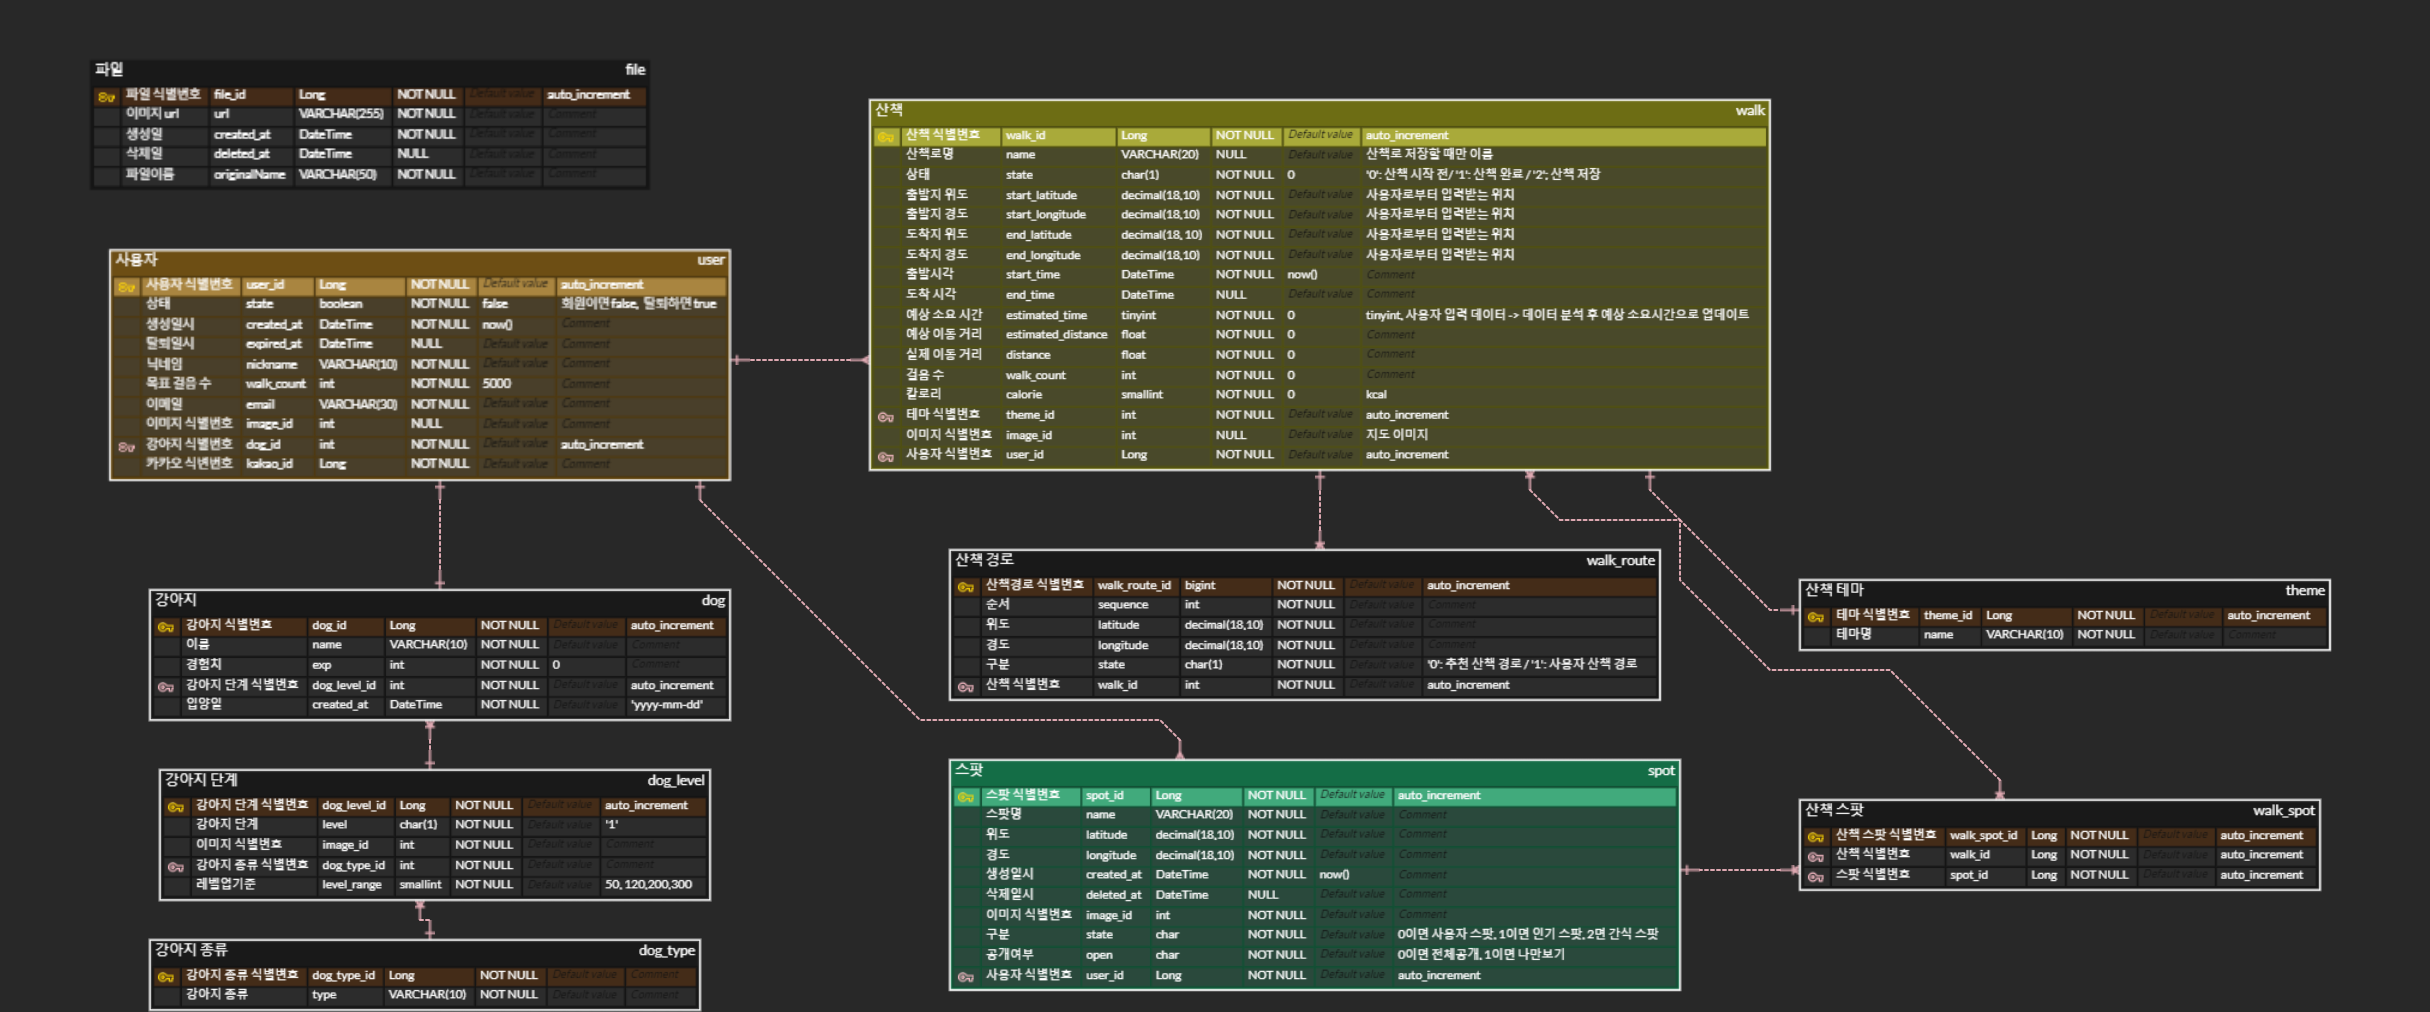 파일 file
파일 식별번호 file_id Long NOT NULL Default value auto_increment
이미지 url url VARCHAR(255) NOT NULL Default value Comment
생성일 created_at DateTime NOT NULL Default value Comment
삭제일 deleted_at DateTime NULL Default value Comment
파일이름 originalName VARCHAR(50) NOT NULL Default value Comment
사용자 user
사용자 식별번호 user_id Long NOT NULL Default value auto_increment
상태 state boolean NOT NULL false 회원이면 false, 탈퇴하면 true
생성일시 created_at DateTime NOT NULL now() Comment
탈퇴일시 expired_at DateTime NULL Default value Comment
닉네임 nickname VARCHAR(10) NOT NULL Default value Comment
목표 걸음 수 walk_count int NOT NULL 5000 Comment
이메일 email VARCHAR(30) NOT NULL Default value Comment
이미지 식별번호 image_id int NULL Default value Comment
강아지 식별번호 dog_id int NOT NULL Default value auto_increment
카카오 식변번호 kakao_id Long NOT NULL Default value Comment
산책 walk
산책 식별번호 walk_id Long NOT NULL Default value auto_increment
산책로명 name VARCHAR(20) NULL Default value 산책로 저장할 때만 이름
상태 state char(1) NOT NULL 0 '0': 산책 시작 전/ '1': 산책 완료 / '2'; 산책 저장
출발지 위도 start_latitude decimal(18,10) NOT NULL Default value 사용자로부터 입력받는 위치
출발지 경도 start_longitude decimal(18,10) NOT NULL Default value 사용자로부터 입력받는 위치
도착지 위도 end_latitude decimal(18, 10) NOT NULL Default value 사용자로부터 입력받는 위치
도착지 경도 end_longitude decimal(18,10) NOT NULL Default value 사용자로부터 입력받는 위치
출발시각 start_time DateTime NOT NULL now() Comment
도착 시각 end_time DateTime NULL Default value Comment
예상 소요 시간 estimated_time tinyint NOT NULL 0 tinyint, 사용자 입력 데이터 -> 데이터 분석 후 예상 소요시간으로 업데이트
예상 이동 거리 estimated_distance float NOT NULL 0 Comment
실제 이동 거리 distance float NOT NULL 0 Comment
걸음 수 walk_count int NOT NULL 0 Comment
칼로리 calorie smallint NOT NULL 0 kcal
테마 식별번호 theme_id int NOT NULL Default value auto_increment
이미지 식별번호 image_id int NULL Default value 지도 이미지
사용자 식별번호 user_id Long NOT NULL Default value auto_increment
강아지 dog
강아지 식별번호 dog_id Long NOT NULL Default value auto_increment
이름 name VARCHAR(10) NOT NULL Default value Comment
경험치 exp int NOT NULL 0 Comment
강아지 단계 식별번호 dog_level_id int NOT NULL Default value auto_increment
입양일 created_at DateTime NOT NULL Default value 'yyyy-mm-dd'
산책 경로 walk_route
산책경로 식별번호 walk_route_id bigint NOT NULL Default value auto_increment
순서 sequence int NOT NULL Default value Comment
위도 latitude decimal(18,10) NOT NULL Default value Comment
경도 longitude decimal(18,10) NOT NULL Default value Comment
구분 state char(1) NOT NULL Default value '0': 추천 산책 경로 / '1': 사용자 산책 경로
산책 식별번호 walk_id int NOT NULL Default value auto_increment
산책 테마 theme
테마 식별번호 theme_id Long NOT NULL Default value auto_increment
테마명 name VARCHAR(10) NOT NULL Default value Comment
강아지 단계 dog_level
강아지 단계 식별번호 dog_level_id Long NOT NULL Default value auto_increment
강아지 단계 level char(1) NOT NULL Default value '1'
이미지 식별번호 image_id int NOT NULL Default value Comment
강아지 종류 식별번호 dog_type_id int NOT NULL Default value Comment
레벨업기준 level_range smallint NOT NULL Default value 50, 120,200,300
스팟 spot
스팟 식별번호 spot_id Long NOT NULL Default value auto_increment
스팟명 name VARCHAR(20) NOT NULL Default value Comment
위도 latitude decimal(18,10) NOT NULL Default value Comment
경도 longitude decimal(18,10) NOT NULL Default value Comment
생성일시 created_at DateTime NOT NULL now() Comment
삭제일시 deleted_at DateTime NULL Default value Comment
이미지 식별번호 image_id int NOT NULL Default value Comment
구분 state char NOT NULL Default value 0이면 사용자 스팟, 1이면 인기 스팟, 2면 간식 스팟
공개여부 open char NOT NULL Default value 0이면 전체공개, 1이면 나만보기
사용자 식별번호 user_id Long NOT NULL Default value auto_increment
산책 스팟 walk_spot
산책 스팟 식별번호 walk_spot_id Long NOT NULL Default value auto_increment
산책 식별번호 walk_id Long NOT NULL Default value auto_increment
스팟 식별번호 spot_id Long NOT NULL Default value auto_increment
강아지 종류 dog_type
강아지 종류 식별번호 dog_type_id Long NOT NULL Default value Comment
강아지 종류 type VARCHAR(10) NOT NULL Default value Comment